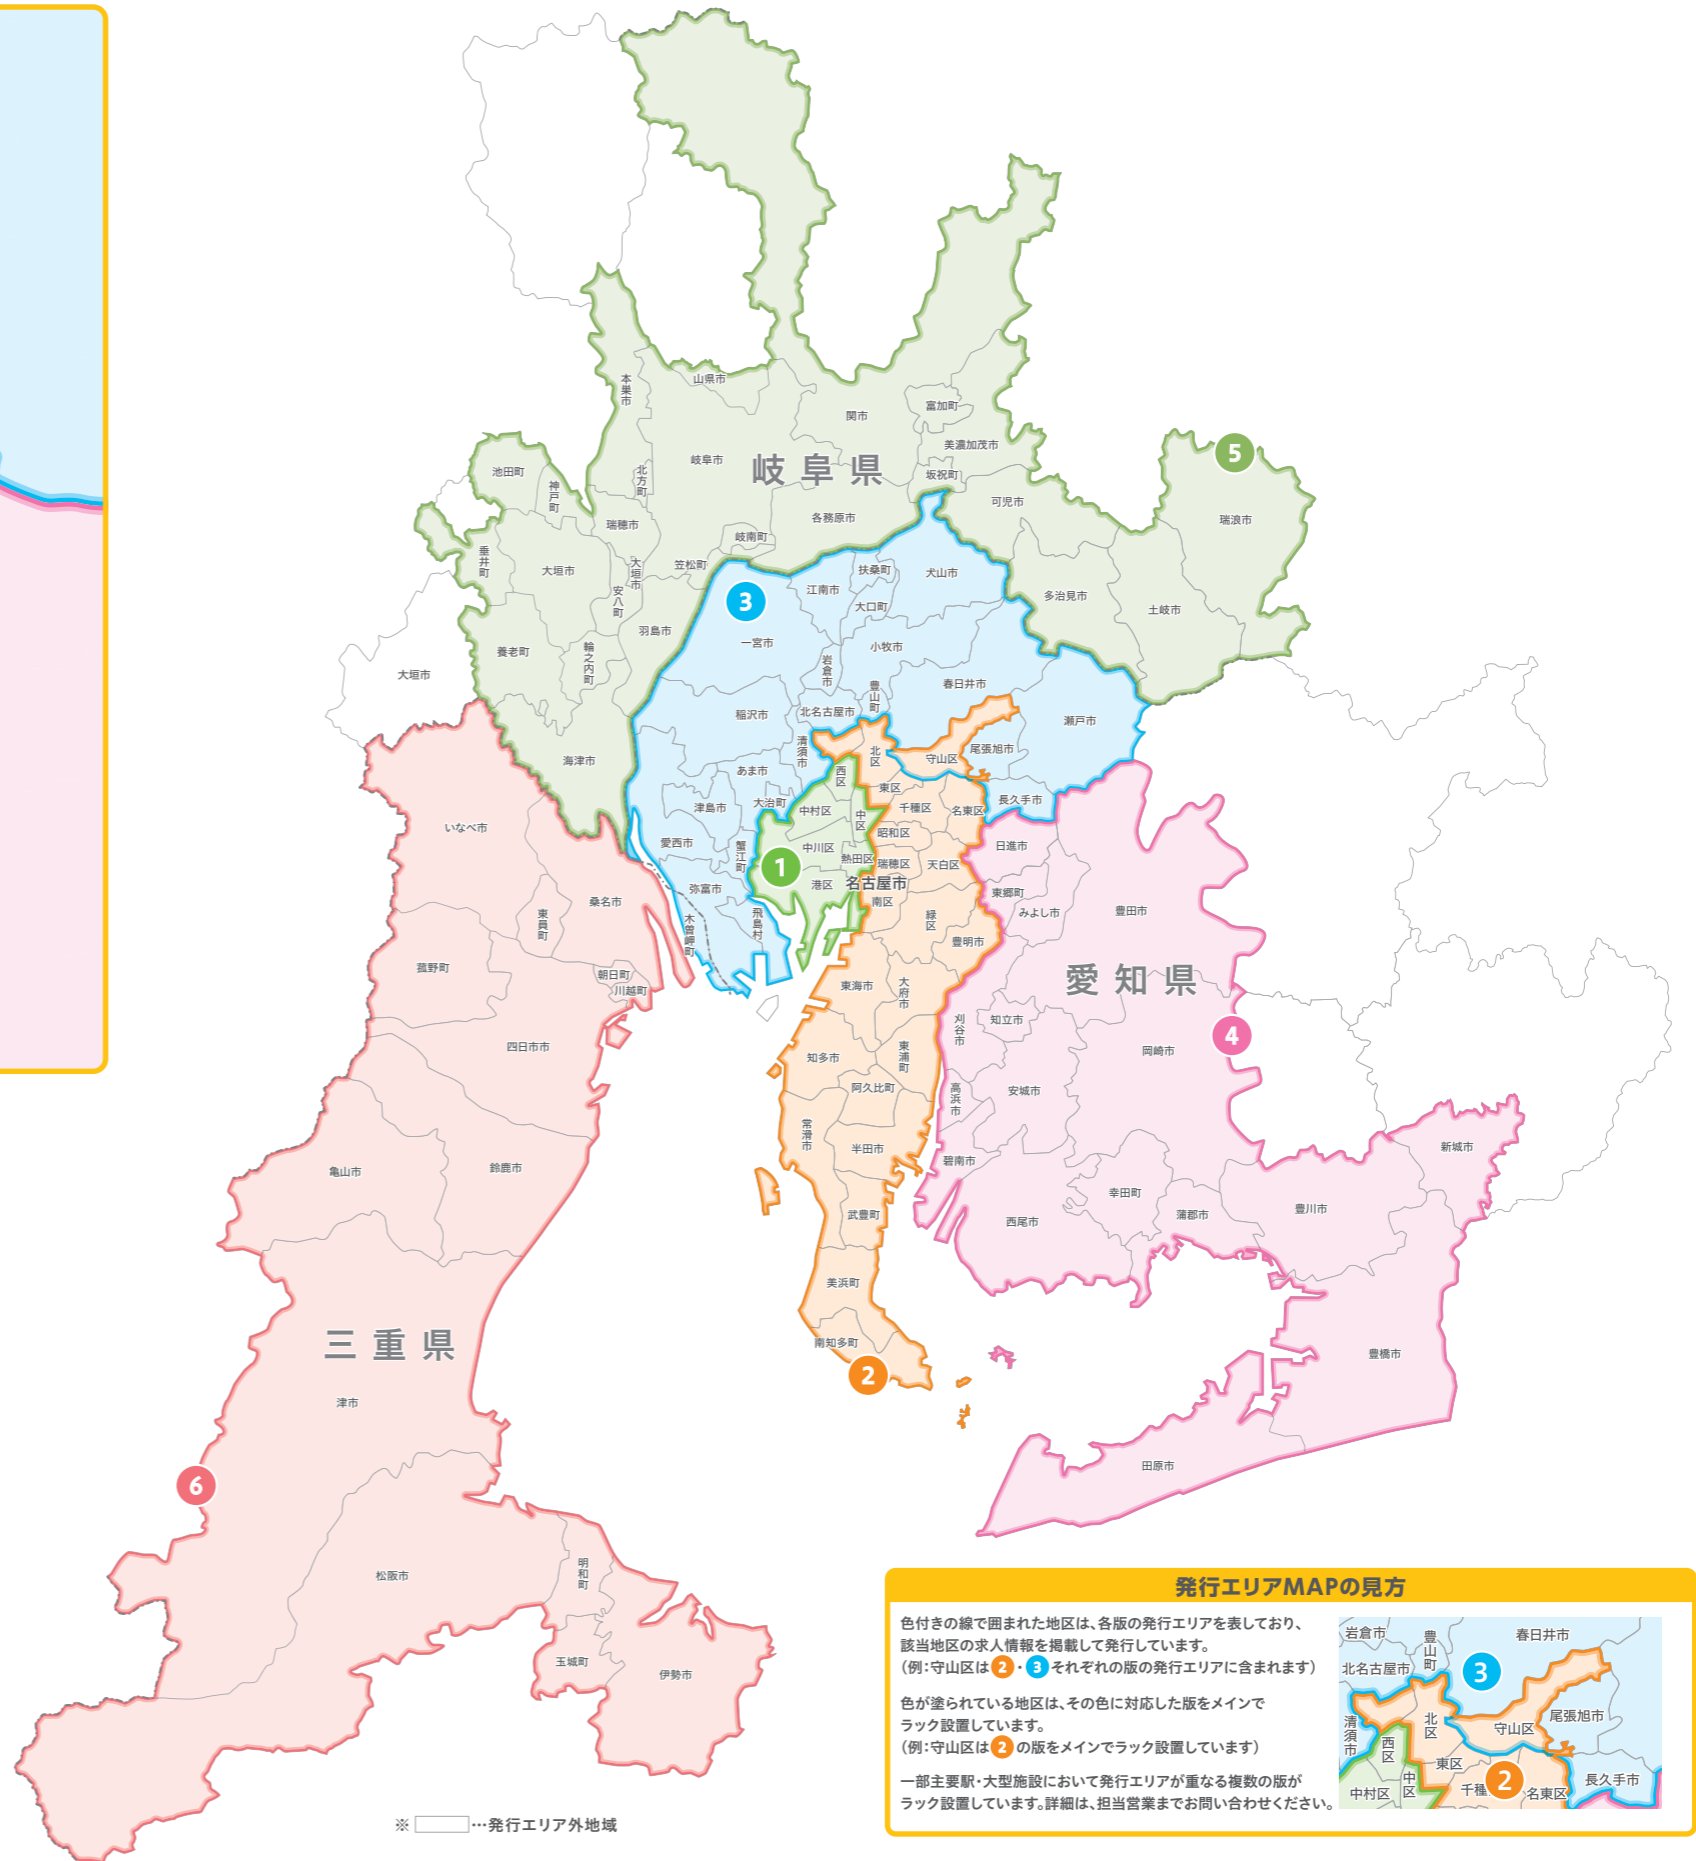 本巣市
山県市
関市
富加町
美濃加茂市
坂祝町
池田町
神戸町
北方町
岐阜市
岐阜県
5
瑞浪市
可児市
瑞穂市
各務原市
岐南町
垂井町
大垣市
大垣市
安八町
笠松町
羽島市
養老町
輪之内町
大垣市
海津市
多治見市
土岐市
3
一宮市
江南市
扶桑町
大口町
犬山市
小牧市
岩倉市
豊山町
春日井市
稲沢市
北名古屋市
清須市
瀬戸市
尾張旭市
長久手市
あま市
津島市
大治町
愛西市
蟹江町
弥富市
飛島村
木曽岬町
北区
守山区
西区
東区
千種区
名東区
中村区
中区
昭和区
中川区
熱田区
瑞穂区
天白区
1
港区
名古屋市
南区
緑区
豊明市
日進市
東郷町
みよし市
豊田市
愛知県
東海市
大府市
知多市
東浦町
阿久比町
常滑市
半田市
武豊町
美浜町
南知多町
2
刈谷市
知立市
岡崎市
4
高浜市
安城市
碧南市
西尾市
幸田町
蒲郡市
豊川市
新城市
豊橋市
田原市
いなべ市
桑名市
東員町
菰野町
朝日町
川越町
四日市市
亀山市
鈴鹿市
三重県
津市
6
松阪市
明和町
玉城町
伊勢市
※ …発行エリア外地域
発行エリアMAPの見方
色付きの線で囲まれた地区は、各版の発行エリアを表しており、
該当地区の求人情報を掲載して発行しています。
(例:守山区は2・3それぞれの版の発行エリアに含まれます)
色が塗られている地区は、その色に対応した版をメインで
ラック設置しています。
(例:守山区は2の版をメインでラック設置しています)
一部主要駅・大型施設において発行エリアが重なる複数の版が
ラック設置しています。詳細は、担当営業までお問い合わせください。
岩倉市
豊山町
春日井市
北名古屋市
3
清須市
北区
守山区
尾張旭市
西区
東区
中村区
中区
千種
2
名東区
長久手市